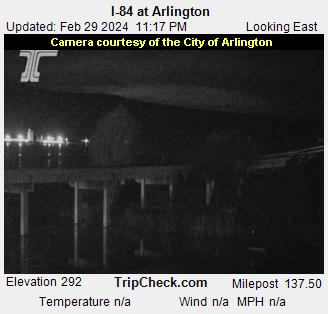 I-84 at Arlington
Updated: Feb 29 2024 11:17 PM Looking East
Camera courtesy of the City of Arlington
Elevation 292 TripCheck.com Milepost 137.50
Temperature n/a Wind n/a MPH n/a